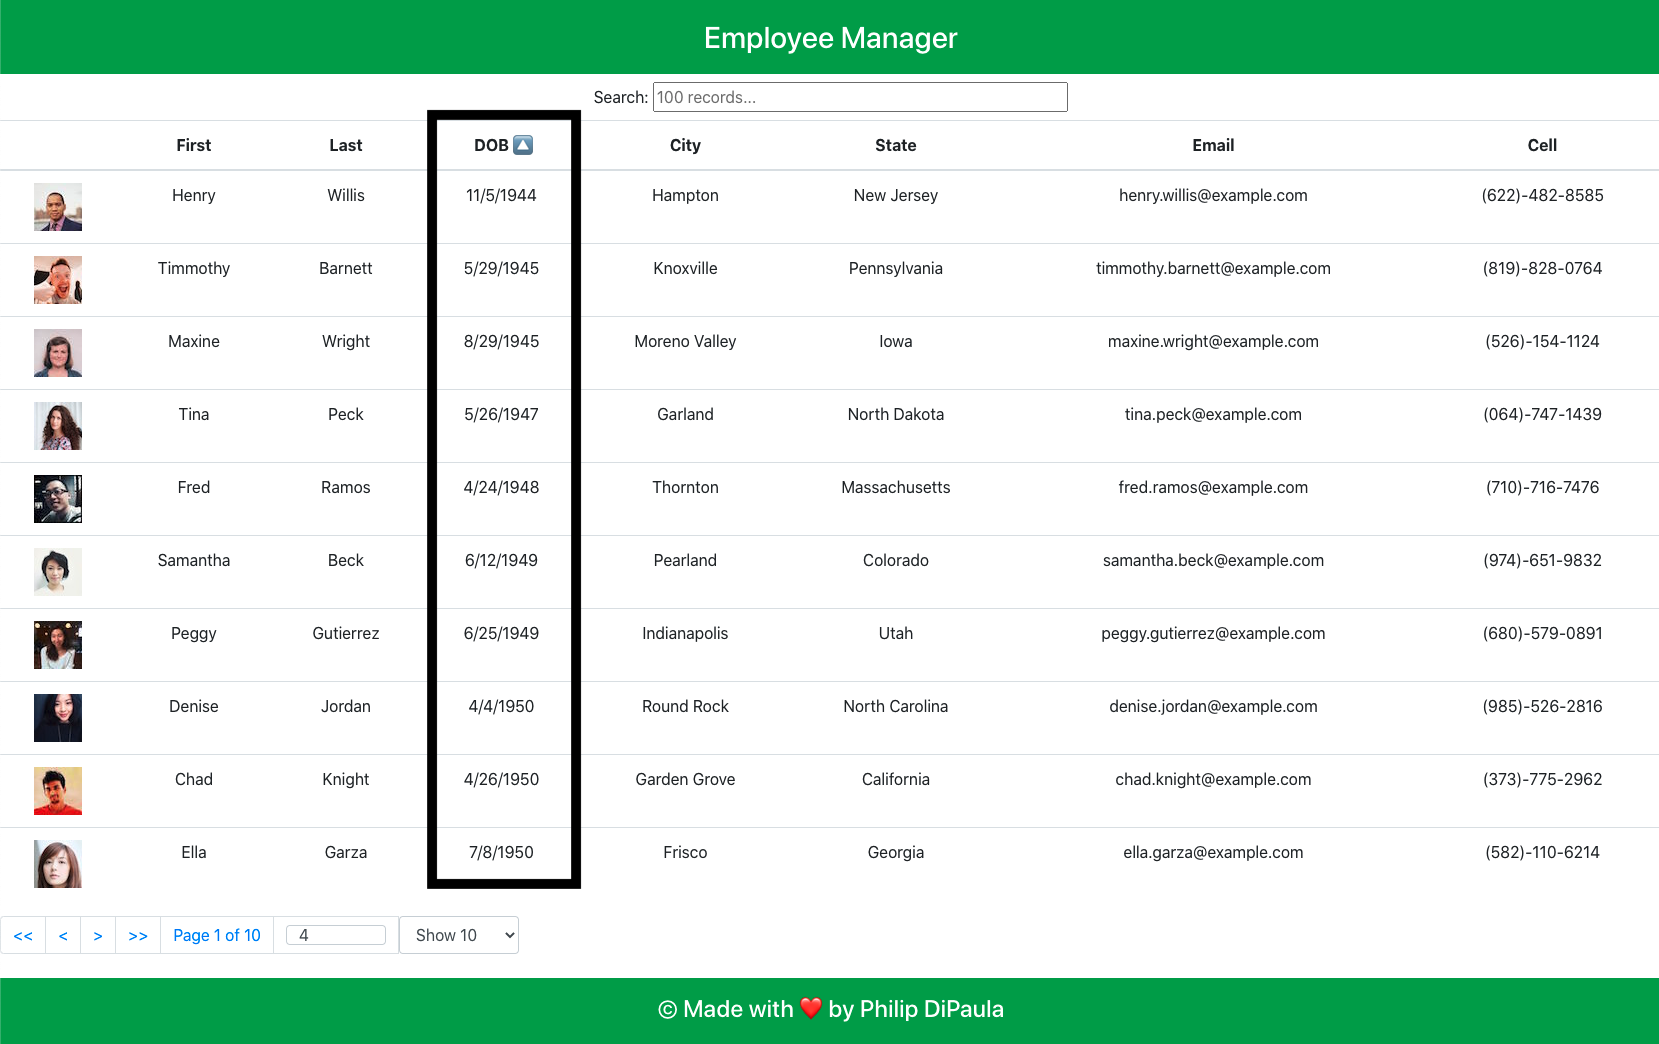 Employee Manager
Search: 100 records...
First Last DOB 🔼 City State Email Cell
Henry Willis 11/5/1944 Hampton New Jersey henry.willis@example.com (622)-482-8585
Timmothy Barnett 5/29/1945 Knoxville Pennsylvania timmothy.barnett@example.com (819)-828-0764
Maxine Wright 8/29/1945 Moreno Valley Iowa maxine.wright@example.com (526)-154-1124
Tina Peck 5/26/1947 Garland North Dakota tina.peck@example.com (064)-747-1439
Fred Ramos 4/24/1948 Thornton Massachusetts fred.ramos@example.com (710)-716-7476
Samantha Beck 6/12/1949 Pearland Colorado samantha.beck@example.com (974)-651-9832
Peggy Gutierrez 6/25/1949 Indianapolis Utah peggy.gutierrez@example.com (680)-579-0891
Denise Jordan 4/4/1950 Round Rock North Carolina denise.jordan@example.com (985)-526-2816
Chad Knight 4/26/1950 Garden Grove California chad.knight@example.com (373)-775-2962
Ella Garza 7/8/1950 Frisco Georgia ella.garza@example.com (582)-110-6214
<< < > >> Page 1 of 10 4 Show 10
© Made with ❤️ by Philip DiPaula